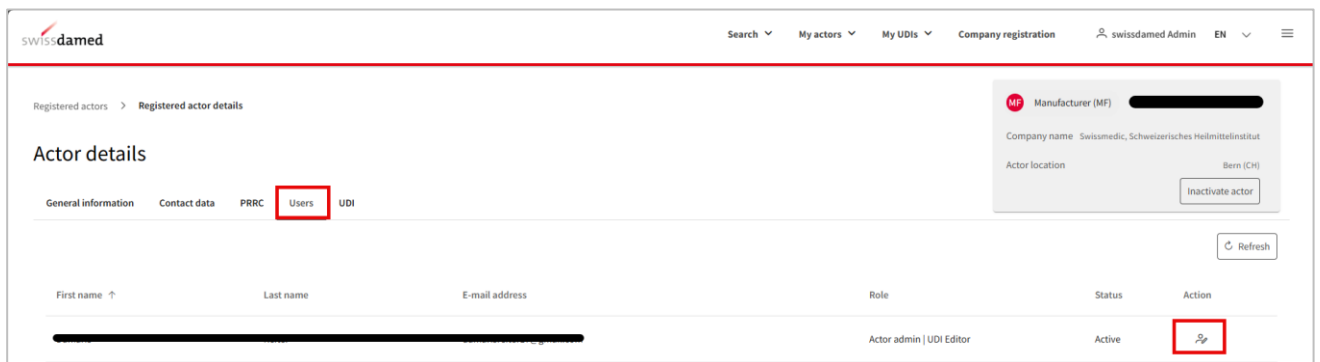 swissdamed
Search My actors My UDIs Company registration swissdamed Admin EN
Registered actors > Registered actor details
MF Manufacturer (MF)
Company name Swissmedic, Schweizerisches Heilmittelinstitut
Actor details
Actor location Bern (CH)
Inactivate actor
General information Contact data PRRC Users UDI
Refresh
First name ↑ Last name E-mail address Role Status Action
Actor admin | UDI Editor Active